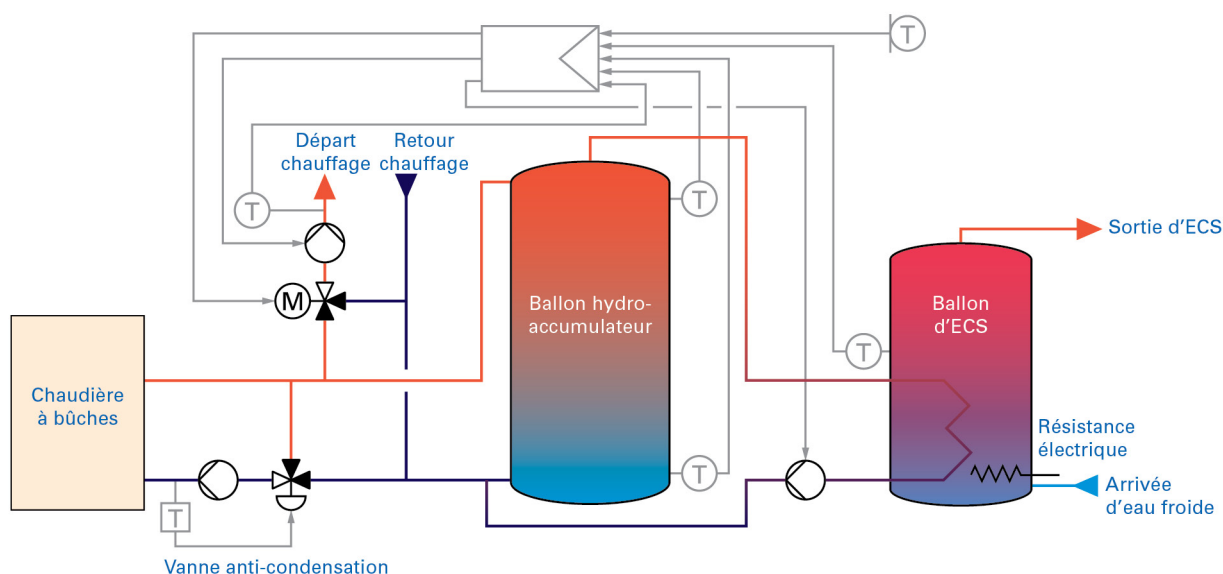 T
Départ
chauffage
Retour
chauffage
T
T
Sortie d'ECS
M
Ballon hydro-
accumulateur
Ballon
d'ECS
T
Chaudière
à bûches
Résistance
électrique
T
Arrivée
d'eau froide
T
Vanne anti-condensation